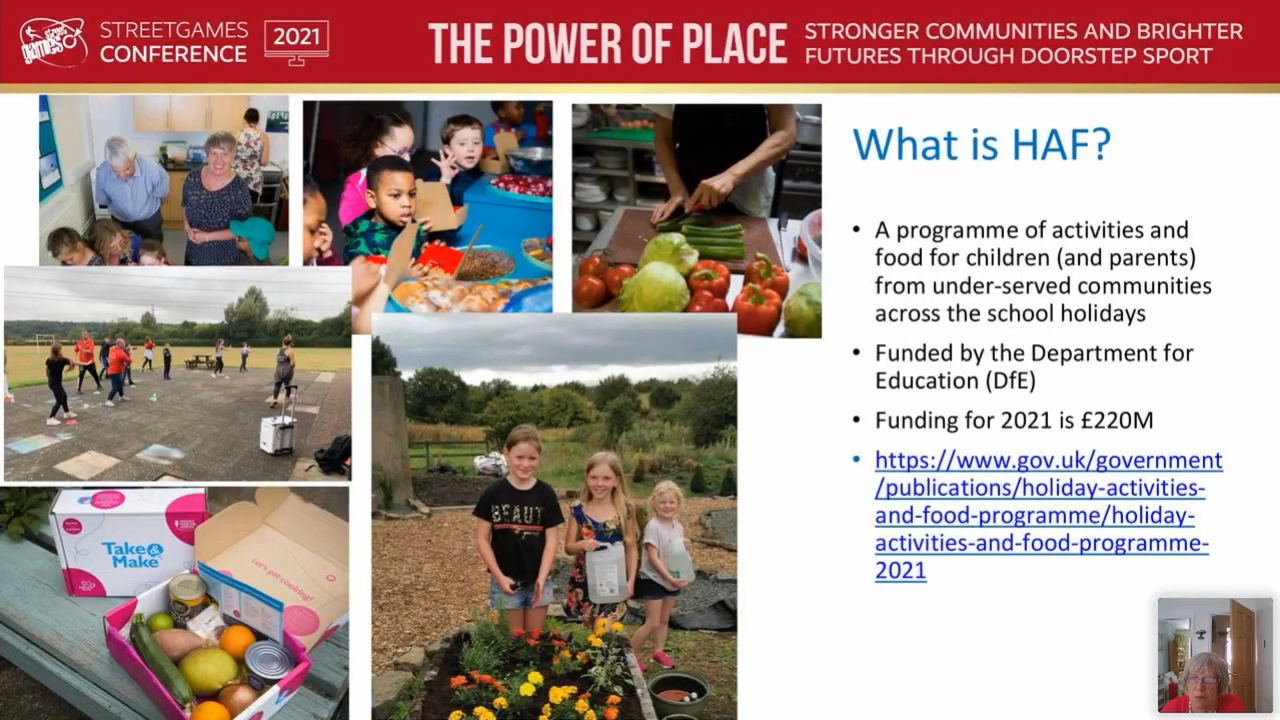 street games
STREETGAMES
CONFERENCE
2021
THE POWER OF PLACE
STRONGER COMMUNITIES AND BRIGHTER
FUTURES THROUGH DOORSTEP SPORT
What is HAF?
• A programme of activities and
food for children (and parents)
from under-served communities
across the school holidays
• Funded by the Department for
Education (DfE)
• Funding for 2021 is £220M
• https://www.gov.uk/government
/publications/holiday-activities-
and-food-programme/holiday-
activities-and-food-programme-
2021
BEAUT
Take&
Make
Let's get cooking!